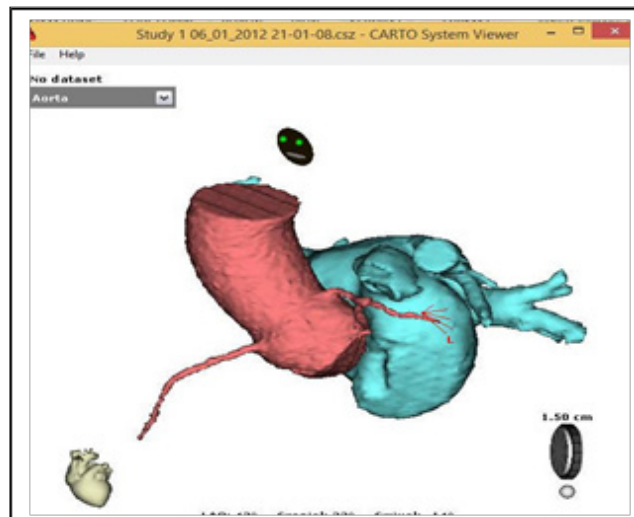 Study 1 06_01_2012 21-01-08.csz - CARTO System Viewer
File Help
No dataset
Aorta
L
1.50 cm